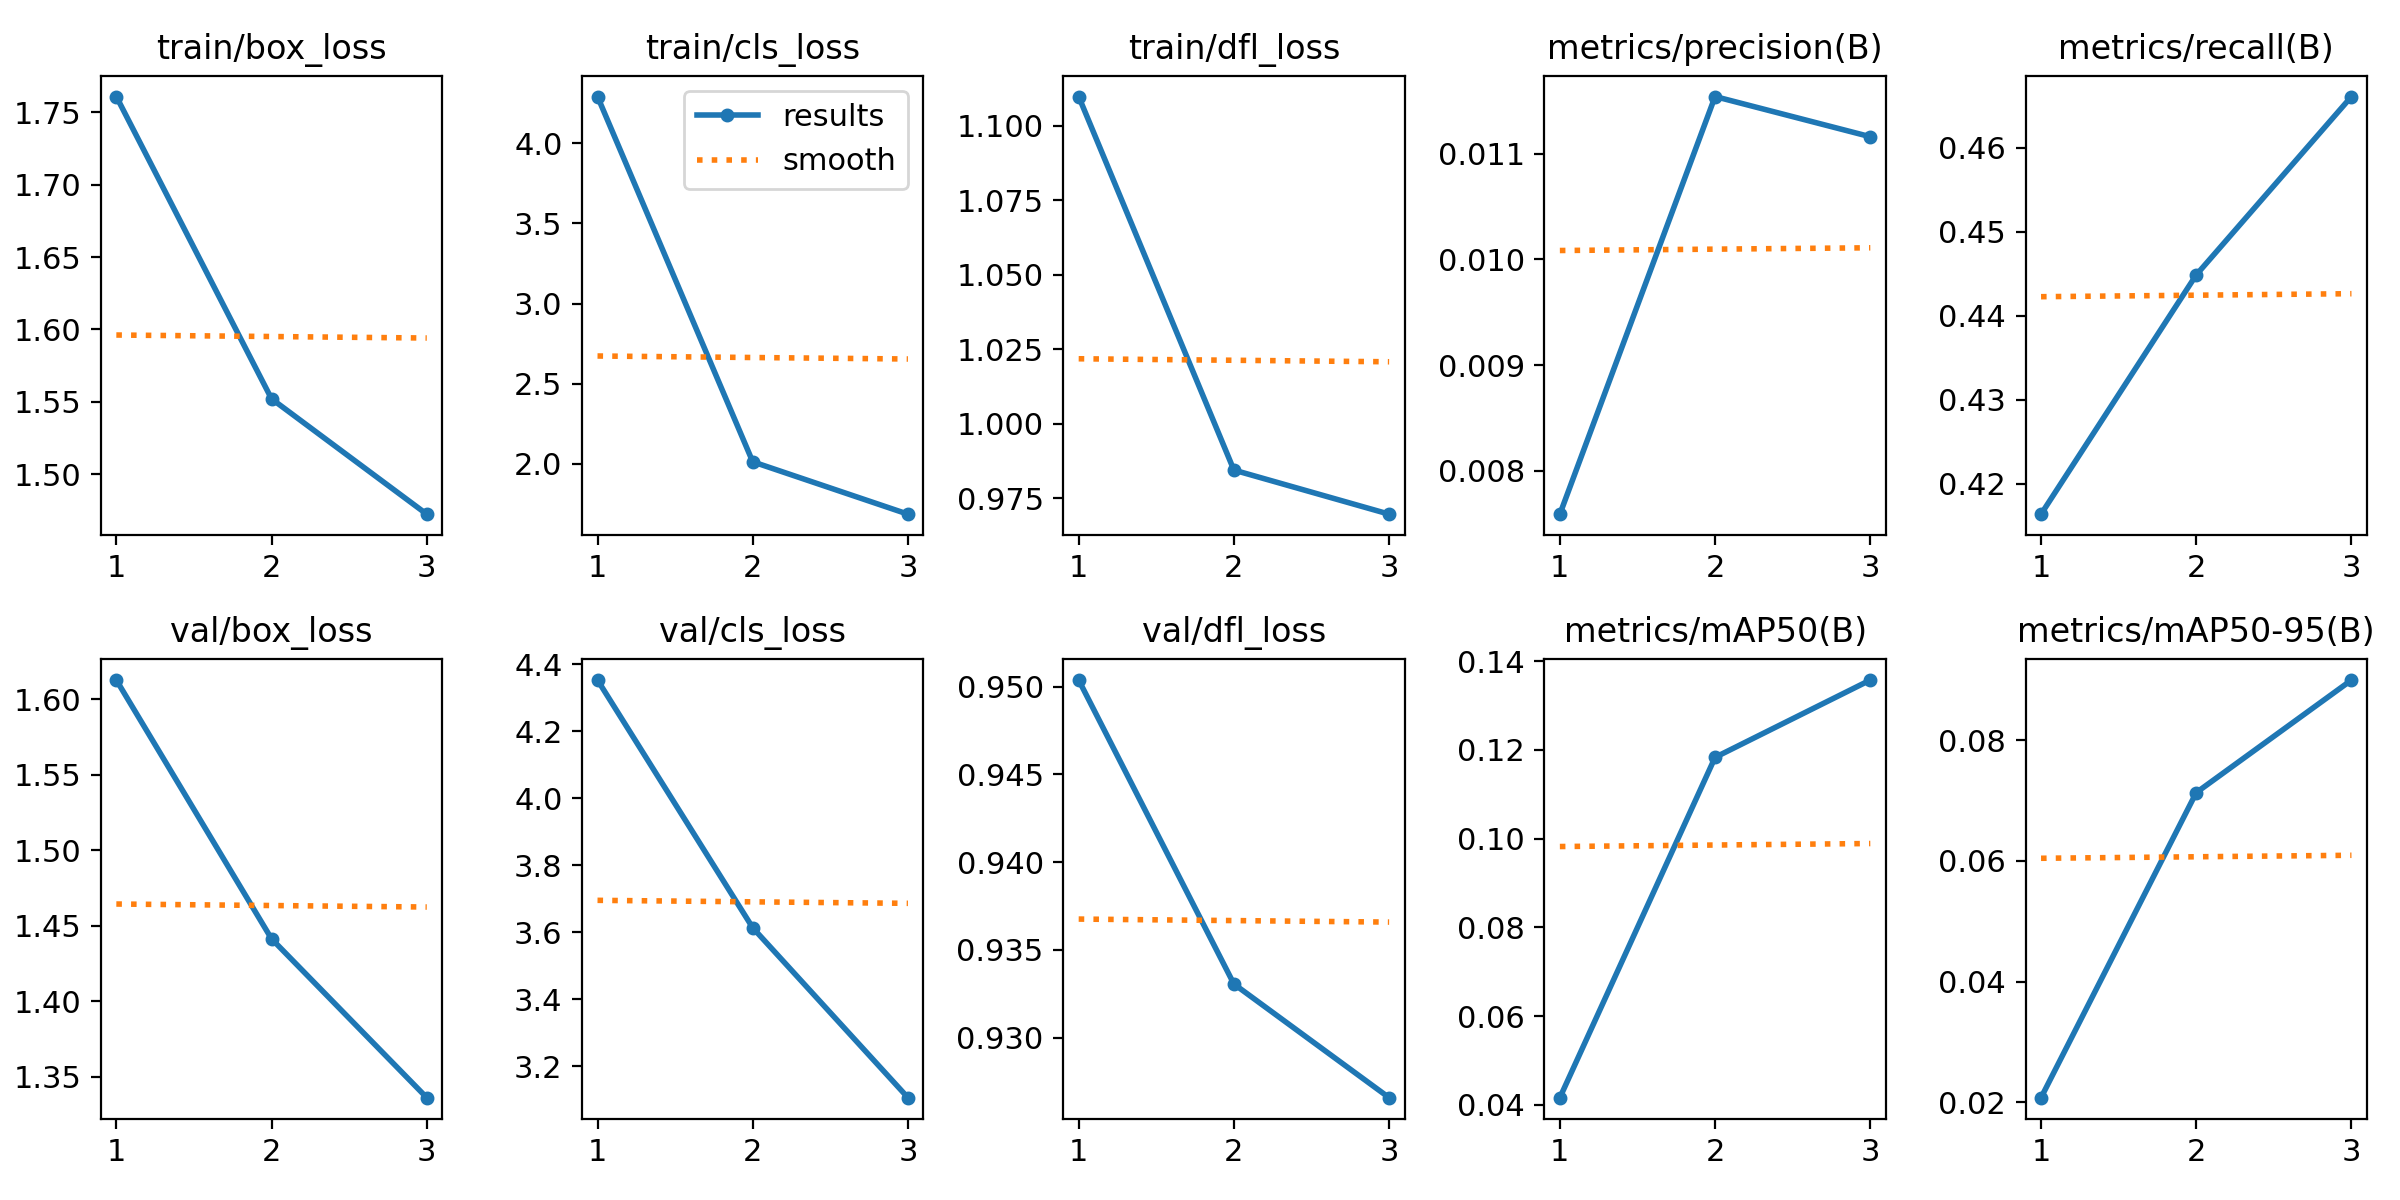 train/box_loss
1.75
1.70
1.65
1.60
1.55
1.50
1 2 3
train/cls_loss
results
smooth
4.0
3.5
3.0
2.5
2.0
1 2 3
train/dfl_loss
1.100
1.075
1.050
1.025
1.000
0.975
1 2 3
metrics/precision(B)
0.011
0.010
0.009
0.008
1 2 3
metrics/recall(B)
0.46
0.45
0.44
0.43
0.42
1 2 3
val/box_loss
1.60
1.55
1.50
1.45
1.40
1.35
1 2 3
val/cls_loss
4.4
4.2
4.0
3.8
3.6
3.4
3.2
1 2 3
val/dfl_loss
0.950
0.945
0.940
0.935
0.930
1 2 3
metrics/mAP50(B)
0.14
0.12
0.10
0.08
0.06
0.04
1 2 3
metrics/mAP50-95(B)
0.08
0.06
0.04
0.02
1 2 3